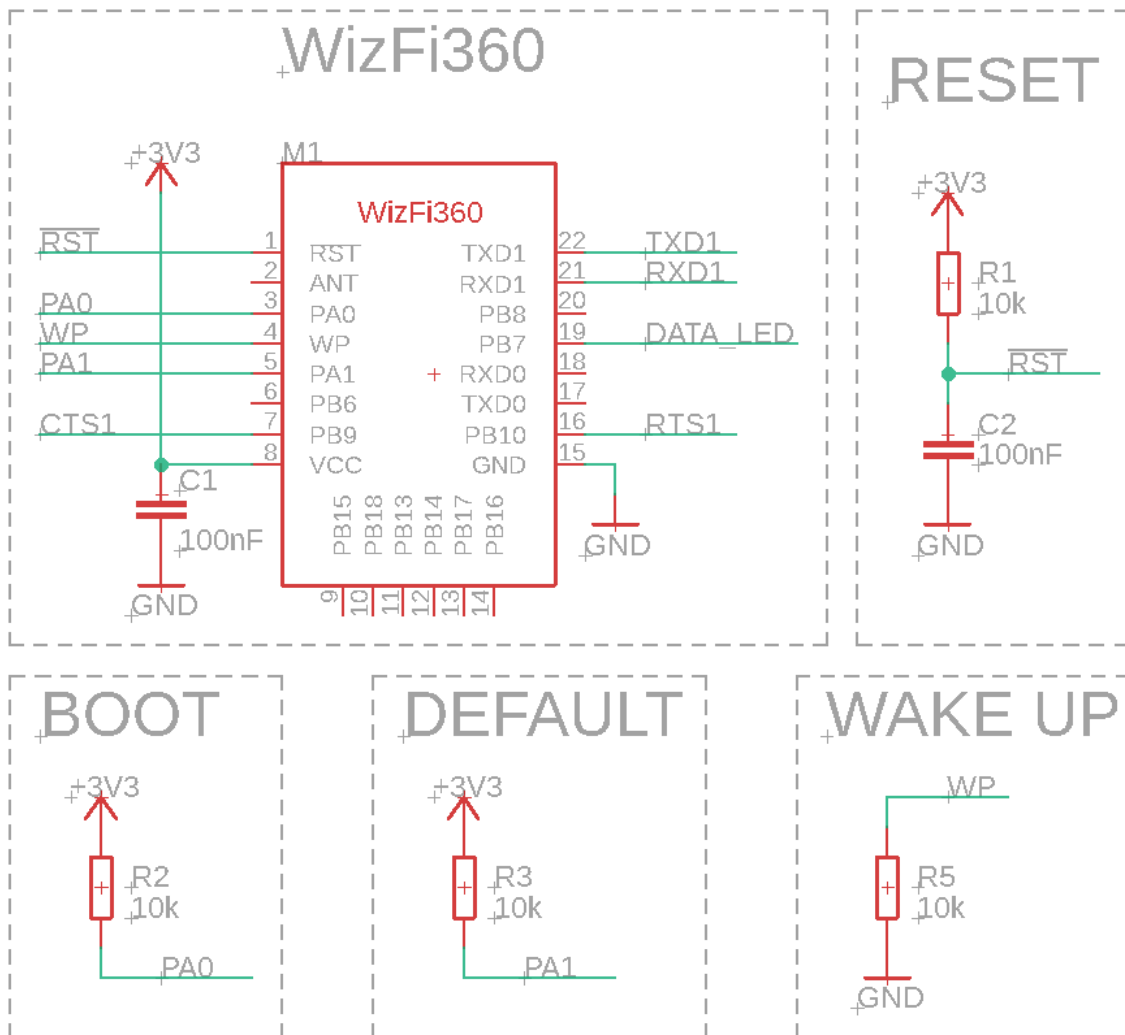 WizFi360
+3V3
M1
WizFi360
RST
1
RST
TXD1
22
TXD1
2
ANT
RXD1
21
RXD1
PA0
3
PA0
PB8
20
WP
4
WP
PB7
19
DATA_LED
PA1
5
PA1
RXD0
18
6
PB6
TXD0
17
CTS1
7
PB9
PB10
16
RTS1
8
VCC
GND
15
C1
100nF
GND
PB15
PB18
PB13
PB14
PB17
PB16
9
10
11
12
13
14
GND
RESET
+3V3
R1
10k
RST
C2
100nF
GND
BOOT
+3V3
R2
10k
PA0
DEFAULT
+3V3
R3
10k
PA1
WAKE UP
WP
R5
10k
GND